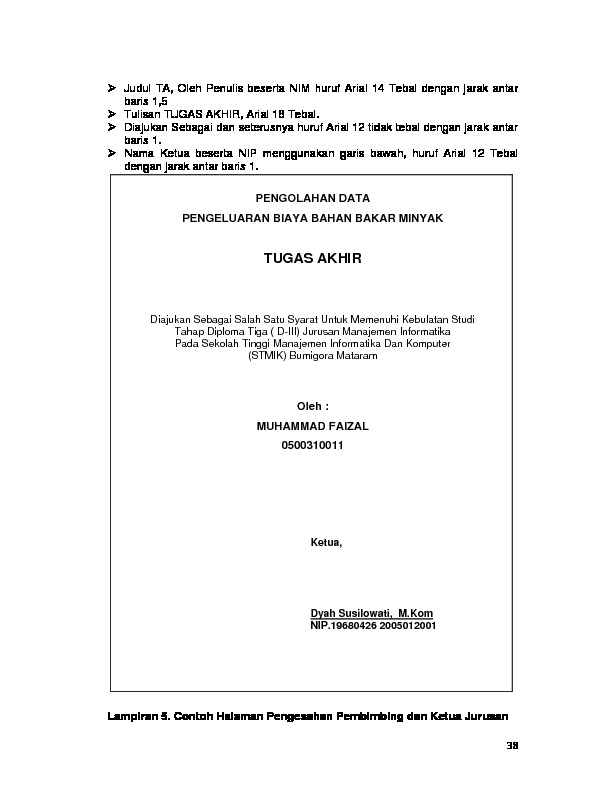 ➢ Judul TA, Oleh Penulis beserta NIM huruf Arial 14 Tebal dengan jarak antar
baris 1,5
➢ Tulisan TUGAS AKHIR, Arial 18 Tebal.
➢ Diajukan Sebagai dan seterusnya huruf Arial 12 tidak tebal dengan jarak antar
baris 1.
➢ Nama Ketua beserta NIP menggunakan garis bawah, huruf Arial 12 Tebal
dengan jarak antar baris 1.
PENGOLAHAN DATA
PENGELUARAN BIAYA BAHAN BAKAR MINYAK
TUGAS AKHIR
Diajukan Sebagai Salah Satu Syarat Untuk Memenuhi Kebulatan Studi
Tahap Diploma Tiga ( D-III) Jurusan Manajemen Informatika
Pada Sekolah Tinggi Manajemen Informatika Dan Komputer
(STMIK) Bumigora Mataram
Oleh :
MUHAMMAD FAIZAL
0500310011
Ketua,
Dyah Susilowati, M.Kom
NIP.19680426 2005012001
Lampiran 5. Contoh Halaman Pengesahan Pembimbing dan Ketua Jurusan
38